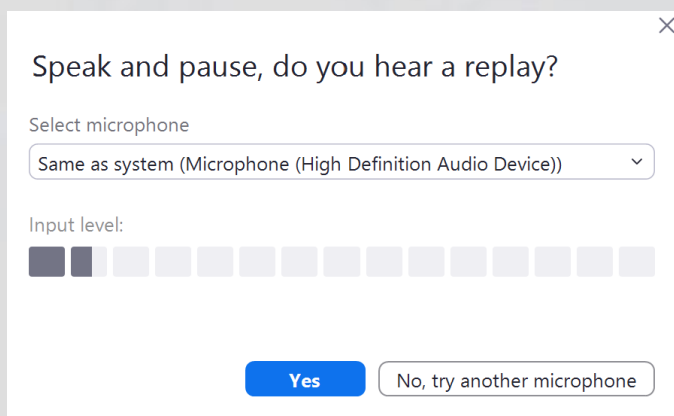 Speak and pause, do you hear a replay?
Select microphone
Same as system (Microphone (High Definition Audio Device))
Input level:
Yes
No, try another microphone